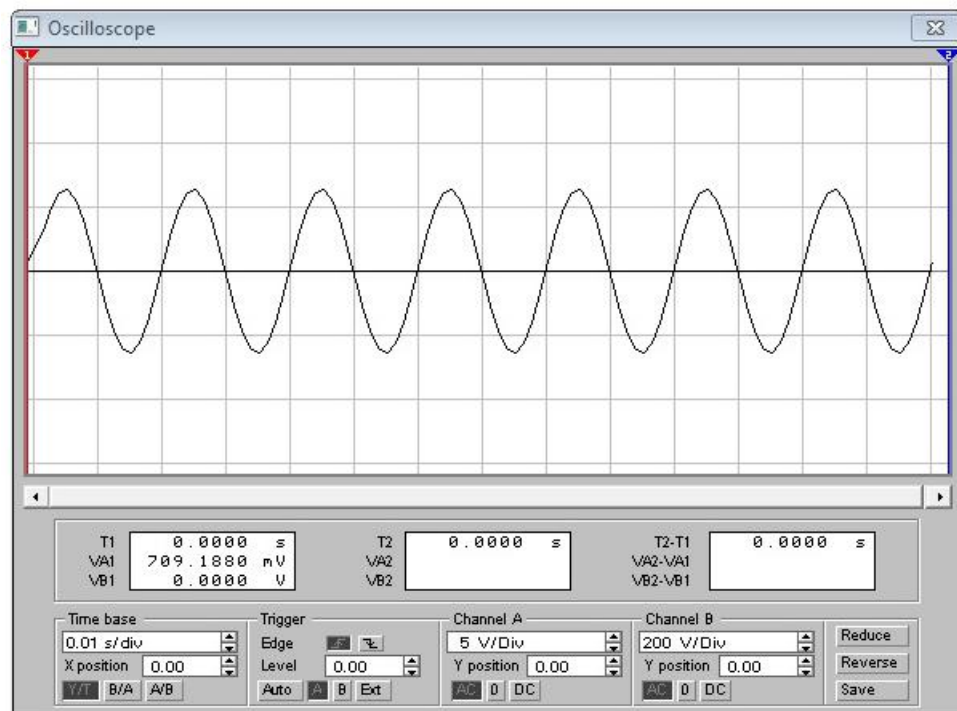 Oscilloscope
1 2
T1 0.0000 s
VA1 709.1880 mV
VB1 0.0000 V
T2 0.0000 s
VA2
VB2
T2-T1 0.0000 s
VA2-VA1
VB2-VB1
Time base
0.01 s/div
X position 0.00
Y/T B/A A/B
Trigger
Edge
Level 0.00
Auto A B Ext
Channel A
5 V/Div
Y position 0.00
AC 0 DC
Channel B
200 V/Div
Y position 0.00
AC 0 DC
Reduce
Reverse
Save